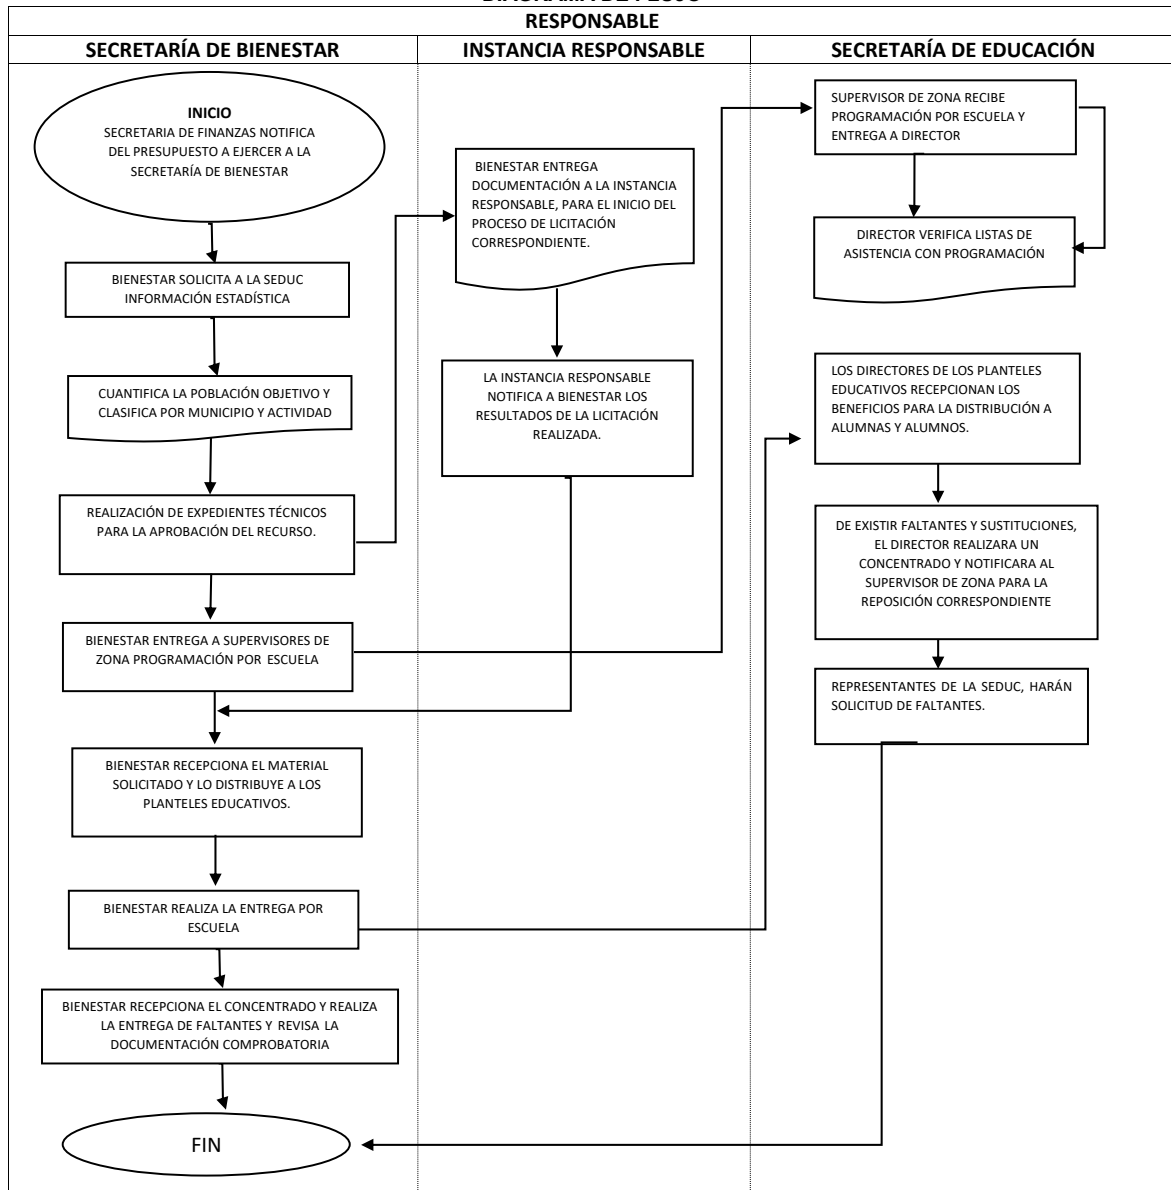 RESPONSABLE
SECRETARÍA DE BIENESTAR
INSTANCIA RESPONSABLE
SECRETARÍA DE EDUCACIÓN
INICIO
SECRETARIA DE FINANZAS NOTIFICA
DEL PRESUPUESTO A EJERCER A LA
SECRETARÍA DE BIENESTAR
BIENESTAR SOLICITA A LA SEDUC
INFORMACIÓN ESTADÍSTICA
CUANTIFICA LA POBLACIÓN OBJETIVO Y
CLASIFICA POR MUNICIPIO Y ACTIVIDAD
REALIZACIÓN DE EXPEDIENTES TÉCNICOS
PARA LA APROBACIÓN DEL RECURSO.
BIENESTAR ENTREGA A SUPERVISORES DE
ZONA PROGRAMACIÓN POR ESCUELA
BIENESTAR RECEPCIONA EL MATERIAL
SOLICITADO Y LO DISTRIBUYE A LOS
PLANTELES EDUCATIVOS.
BIENESTAR REALIZA LA ENTREGA POR
ESCUELA
BIENESTAR RECEPCIONA EL CONCENTRADO Y REALIZA
LA ENTREGA DE FALTANTES Y REVISA LA
DOCUMENTACIÓN COMPROBATORIA
FIN
BIENESTAR ENTREGA
DOCUMENTACIÓN A LA INSTANCIA
RESPONSABLE, PARA EL INICIO DEL
PROCESO DE LICITACIÓN
CORRESPONDIENTE.
LA INSTANCIA RESPONSABLE
NOTIFICA A BIENESTAR LOS
RESULTADOS DE LA LICITACIÓN
REALIZADA.
SUPERVISOR DE ZONA RECIBE
PROGRAMACIÓN POR ESCUELA Y
ENTREGA A DIRECTOR
DIRECTOR VERIFICA LISTAS DE
ASISTENCIA CON PROGRAMACIÓN
LOS DIRECTORES DE LOS PLANTELES
EDUCATIVOS RECEPCIONAN LOS
BENEFICIOS PARA LA DISTRIBUCIÓN A
ALUMNAS Y ALUMNOS.
DE EXISTIR FALTANTES Y SUSTITUCIONES,
EL DIRECTOR REALIZARA UN
CONCENTRADO Y NOTIFICARA AL
SUPERVISOR DE ZONA PARA LA
REPOSICIÓN CORRESPONDIENTE
REPRESENTANTES DE LA SEDUC, HARÁN
SOLICITUD DE FALTANTES.